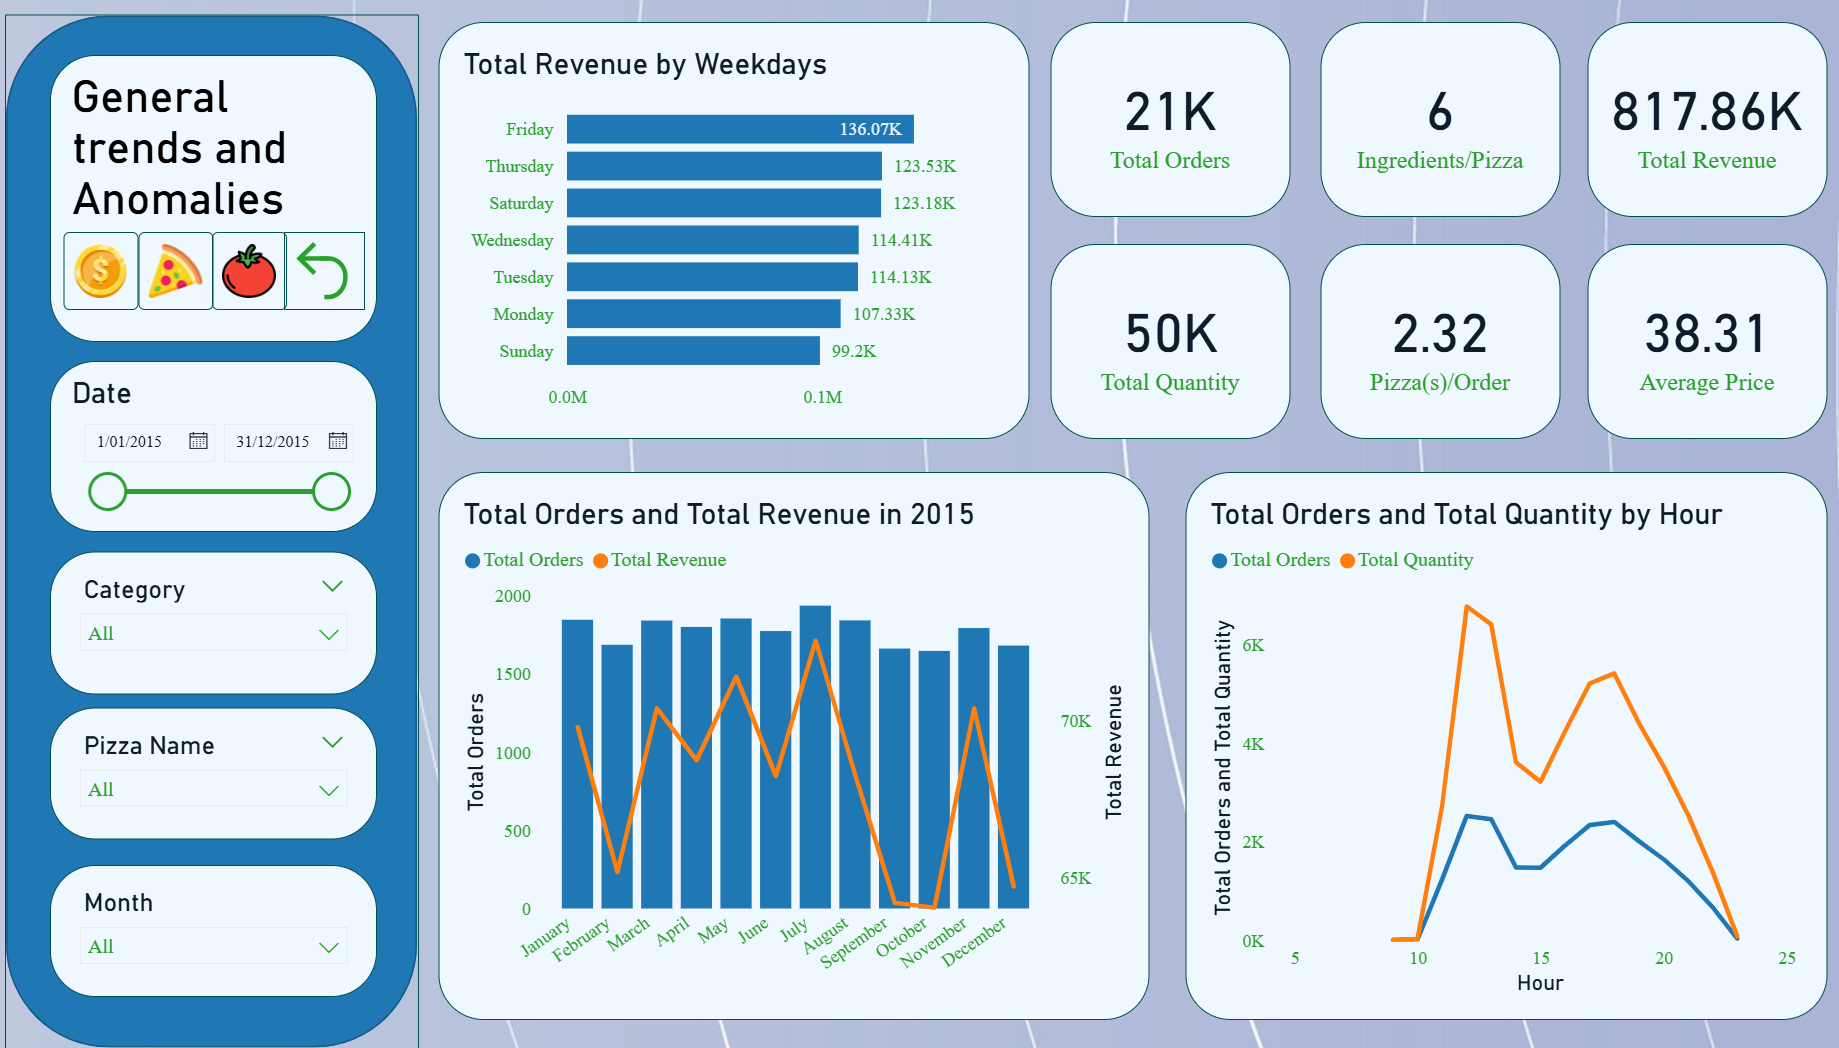 General
trends and
Anomalies
Date
1/01/2015
31/12/2015
Category
All
Pizza Name
All
Month
All
Total Revenue by Weekdays
Friday 136.07K
Thursday 123.53K
Saturday 123.18K
Wednesday 114.41K
Tuesday 114.13K
Monday 107.33K
Sunday 99.2K
0.0M 0.1M
21K
Total Orders
6
Ingredients/Pizza
817.86K
Total Revenue
50K
Total Quantity
2.32
Pizza(s)/Order
38.31
Average Price
Total Orders and Total Revenue in 2015
Total Orders Total Revenue
2000
1500
1000
500
0
Total Orders
70K
65K
Total Revenue
January February March April May June July August September October November December
Total Orders and Total Quantity by Hour
Total Orders Total Quantity
6K
4K
2K
0K
Total Orders and Total Quantity
5 10 15 20 25
Hour